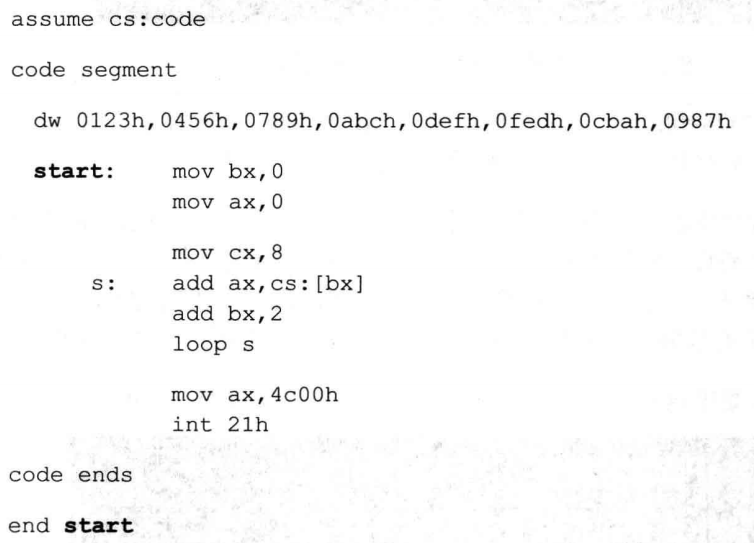 assume cs:code
code segment
dw 0123h,0456h,0789h,0abch,0defh,0fedh,0cbah,0987h
start: mov bx,0
mov ax,0
mov cx,8
s: add ax,cs:[bx]
add bx,2
loop s
mov ax,4c00h
int 21h
code ends
end start